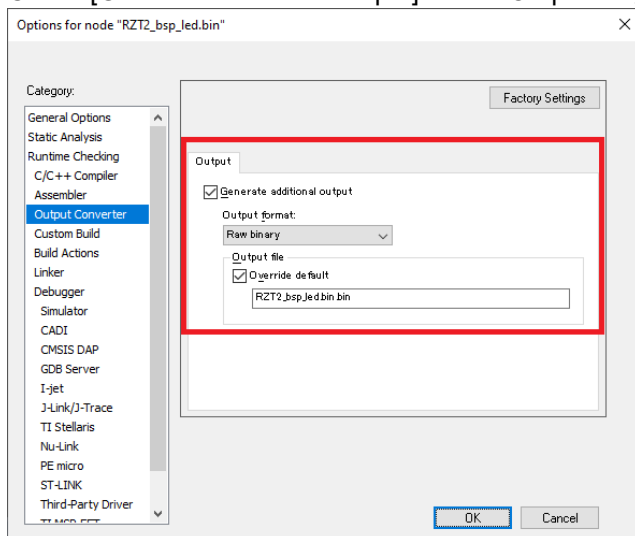 Options for node "RZT2_bsp_led.bin"
Category:
Factory Settings
General Options
Static Analysis
Runtime Checking
C/C++ Compiler
Assembler
Output Converter
Custom Build
Build Actions
Linker
Debugger
Simulator
CADI
CMSIS DAP
GDB Server
I-jet
J-Link/J-Trace
TI Stellaris
Nu-Link
PE micro
ST-LINK
Third-Party Driver
Output
Generate additional output
Output format:
Raw binary
Output file
Override default
RZT2_bsp_led.bin.bin
OK
Cancel